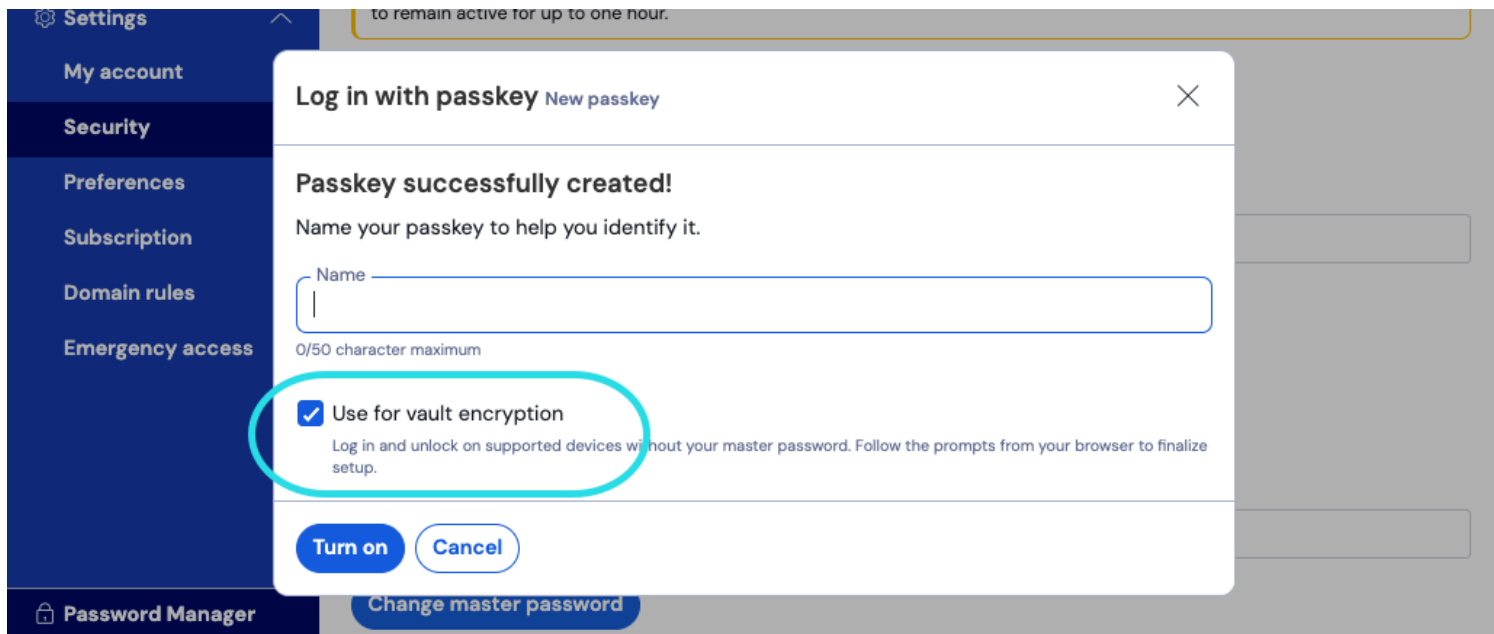 Settings
My account
Security
Preferences
Subscription
Domain rules
Emergency access
Password Manager
to remain active for up to one hour.
Log in with passkey New passkey
Passkey successfully created!
Name your passkey to help you identify it.
Name
0/50 character maximum
Use for vault encryption
Log in and unlock on supported devices without your master password. Follow the prompts from your browser to finalize
setup.
Turn on Cancel
Change master password